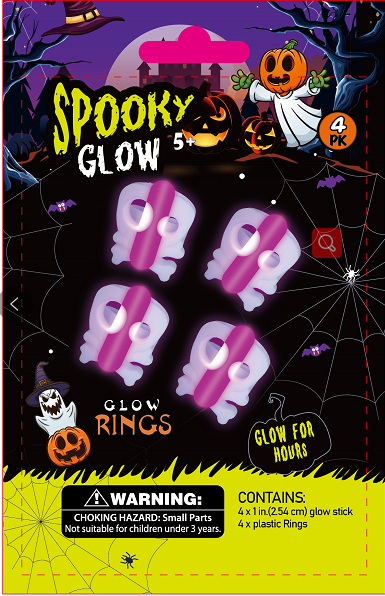 SPOOKY
GLOW 5+
4
PK
GLOW
RINGS
GLOW FOR
HOURS
WARNING:
CHOKING HAZARD: Small Parts
Not suitable for children under 3 years.
CONTAINS:
4 x 1 in.(2.54 cm) glow stick
4 x plastic Rings